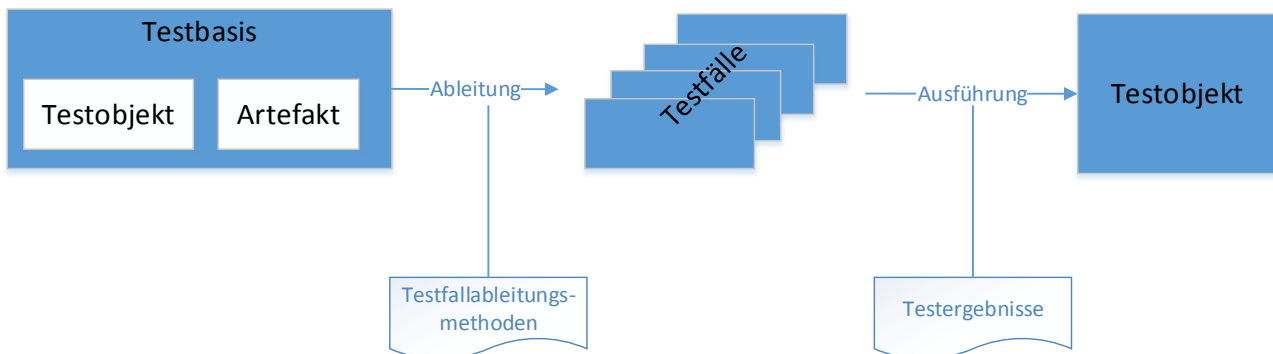 Testbasis
Testobjekt
Artefakt
Ableitung
Testfälle
Ausführung
Testobjekt
Testfallableitungs-
methoden
Testergebnisse